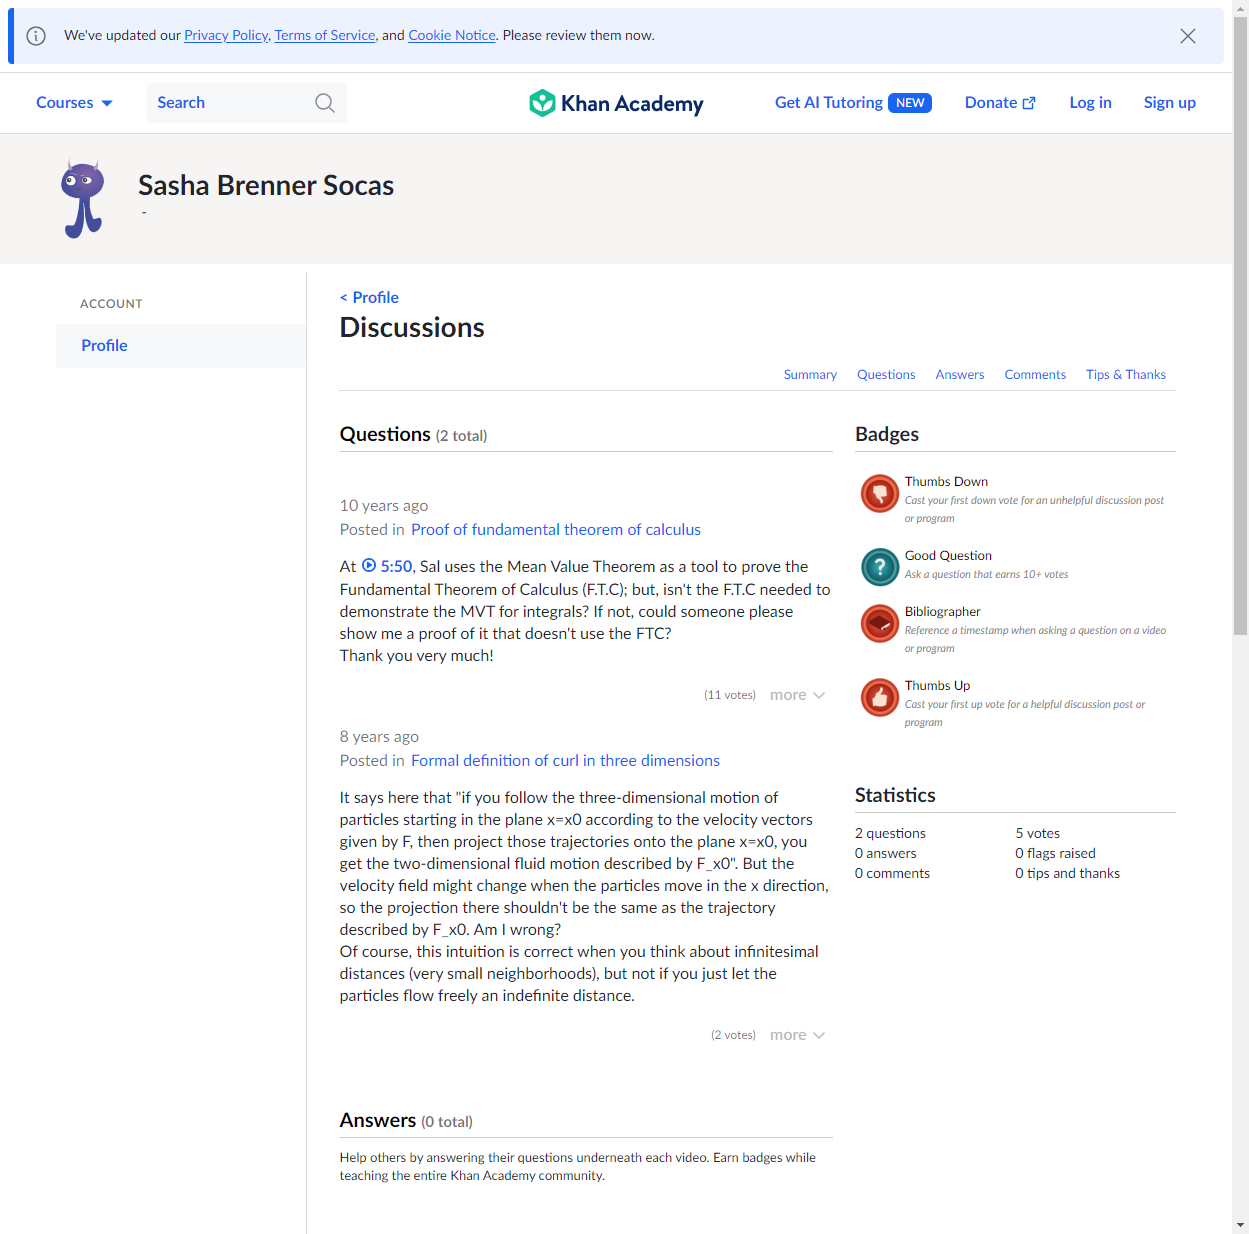 We've updated our Privacy Policy, Terms of Service, and Cookie Notice. Please review them now.
Courses
Search
Khan Academy
Get AI Tutoring NEW
Donate
Log in
Sign up
Sasha Brenner Socas
-
ACCOUNT
Profile
< Profile
Discussions
Summary
Questions
Answers
Comments
Tips & Thanks
Questions (2 total)
10 years ago
Posted in Proof of fundamental theorem of calculus
At 5:50, Sal uses the Mean Value Theorem as a tool to prove the
Fundamental Theorem of Calculus (F.T.C); but, isn't the F.T.C needed to
demonstrate the MVT for integrals? If not, could someone please
show me a proof of it that doesn't use the FTC?
Thank you very much!
(11 votes) more
8 years ago
Posted in Formal definition of curl in three dimensions
It says here that "if you follow the three-dimensional motion of
particles starting in the plane x=x0 according to the velocity vectors
given by F, then project those trajectories onto the plane x=x0, you
get the two-dimensional fluid motion described by F_x0". But the
velocity field might change when the particles move in the x direction,
so the projection there shouldn't be the same as the trajectory
described by F_x0. Am I wrong?
Of course, this intuition is correct when you think about infinitesimal
distances (very small neighborhoods), but not if you just let the
particles flow freely an indefinite distance.
(2 votes) more
Answers (0 total)
Help others by answering their questions underneath each video. Earn badges while
teaching the entire Khan Academy community.
Badges
Thumbs Down
Cast your first down vote for an unhelpful discussion post
or program
Good Question
Ask a question that earns 10+ votes
Bibliographer
Reference a timestamp when asking a question on a video
or program
Thumbs Up
Cast your first up vote for a helpful discussion post or
program
Statistics
2 questions
5 votes
0 answers
0 flags raised
0 comments
0 tips and thanks